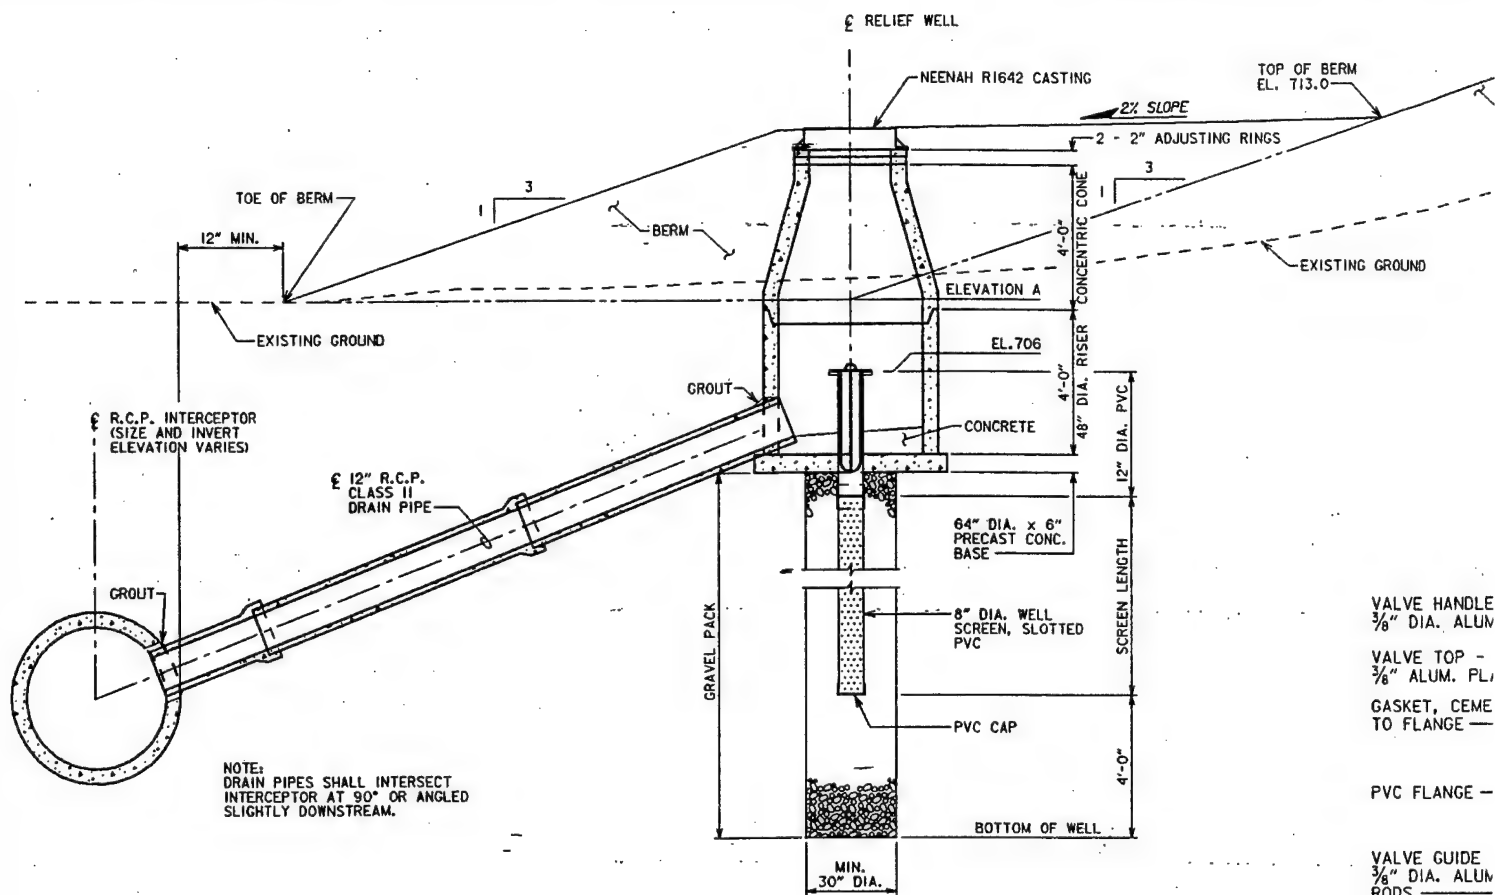 ℄ RELIEF WELL
NEENAH R1642 CASTING
TOP OF BERM
EL. 713.0
2% SLOPE
2 - 2" ADJUSTING RINGS
3
1
TOE OF BERM
12" MIN.
BERM
3
1
4'-0"
CONCENTRIC CONE
EXISTING GROUND
ELEVATION A
EXISTING GROUND
EL.706
4'-0"
48" DIA. RISER
12" DIA. PVC
GROUT
CONCRETE
℄ R.C.P. INTERCEPTOR
(SIZE AND INVERT
ELEVATION VARIES)
℄ 12" R.C.P.
CLASS II
DRAIN PIPE
64" DIA. x 6"
PRECAST CONC.
BASE
GROUT
GRAVEL PACK
8" DIA. WELL
SCREEN, SLOTTED
PVC
SCREEN LENGTH
PVC CAP
4'-0"
NOTE:
DRAIN PIPES SHALL INTERSECT
INTERCEPTOR AT 90° OR ANGLED
SLIGHTLY DOWNSTREAM.
BOTTOM OF WELL
MIN.
30" DIA.
VALVE HANDLE
3/8" DIA. ALUM
VALVE TOP -
3/8" ALUM. PL
GASKET, CEME
TO FLANGE
PVC FLANGE
VALVE GUIDE
3/8" DIA. ALUM
RODS